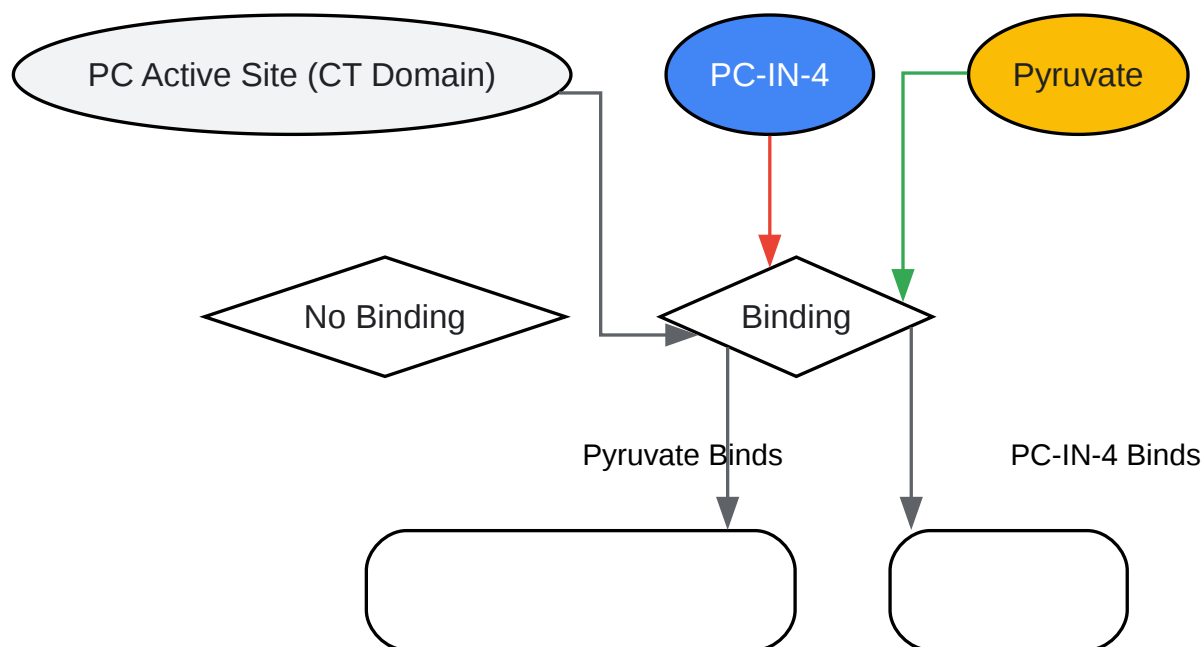 PC Active Site (CT Domain)
PC-IN-4
Pyruvate
No Binding
Binding
Pyruvate Binds
PC-IN-4 Binds